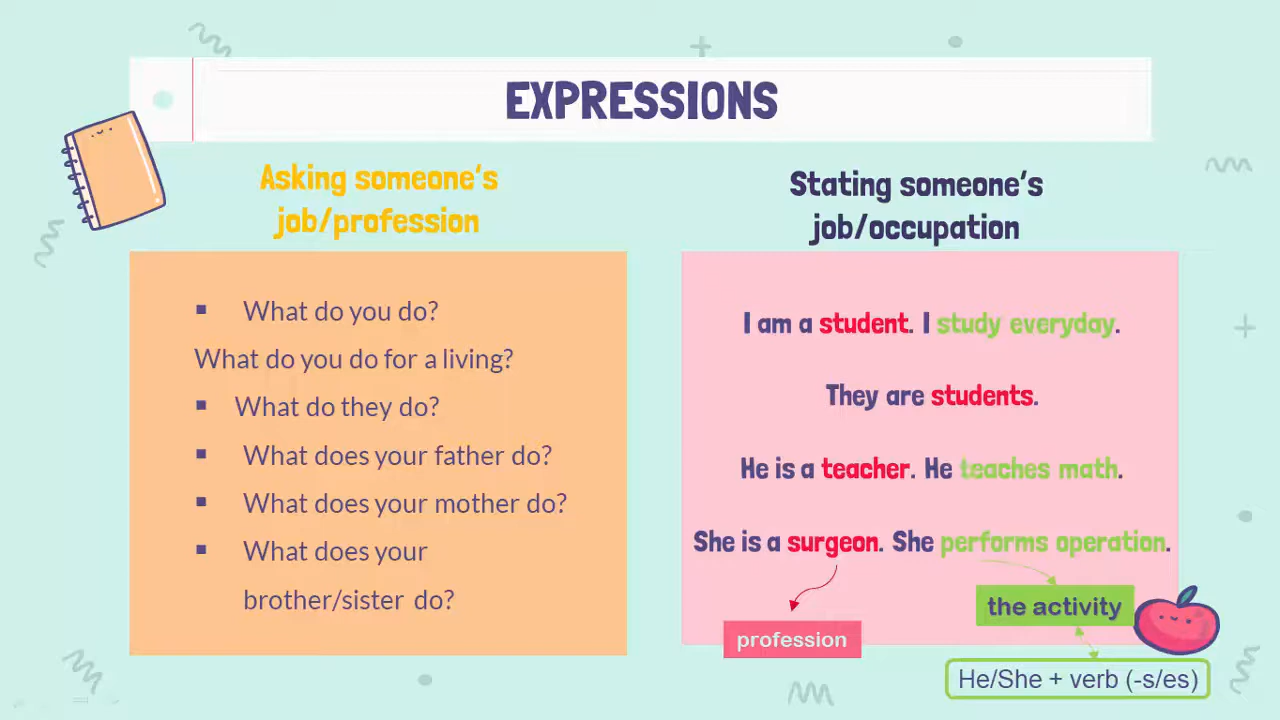 EXPRESSIONS
Asking someone's
job/profession
▪ What do you do?
What do you do for a living?
▪ What do they do?
▪ What does your father do?
▪ What does your mother do?
▪ What does your
brother/sister do?
Stating someone's
job/occupation
I am a student. I study everyday.
They are students.
He is a teacher. He teaches math.
She is a surgeon. She performs operation.
the activity
profession
He/She + verb (-s/es)